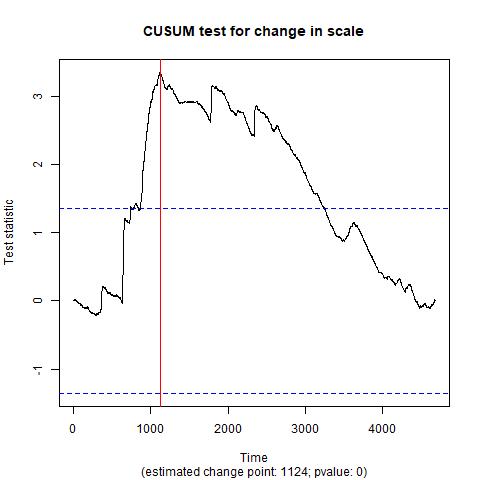 CUSUM test for change in scale
Test statistic
3
2
1
0
-1
0 1000 2000 3000 4000
Time
(estimated change point: 1124; pvalue: 0)